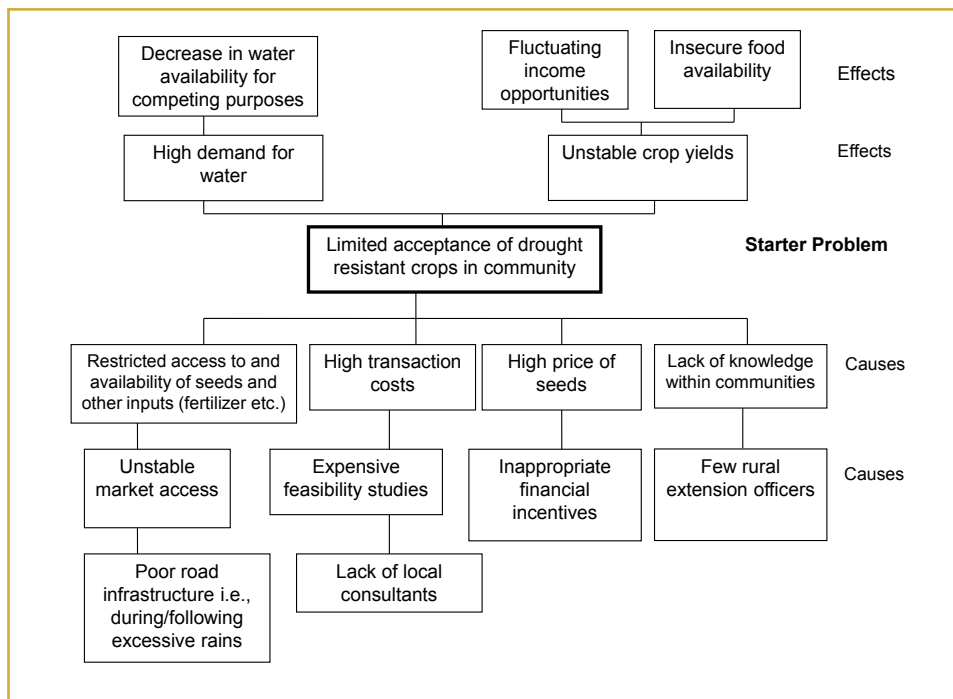 Decrease in water
availability for
competing purposes
Fluctuating
income
opportunities
Insecure food
availability
Effects
High demand for
water
Unstable crop yields
Effects
Limited acceptance of drought
resistant crops in community
Starter Problem
Restricted access to and
availability of seeds and
other inputs (fertilizer etc.)
High transaction
costs
High price of
seeds
Lack of knowledge
within communities
Causes
Unstable
market access
Expensive
feasibility studies
Inappropriate
financial
incentives
Few rural
extension officers
Causes
Poor road
infrastructure i.e.,
during/following
excessive rains
Lack of local
consultants